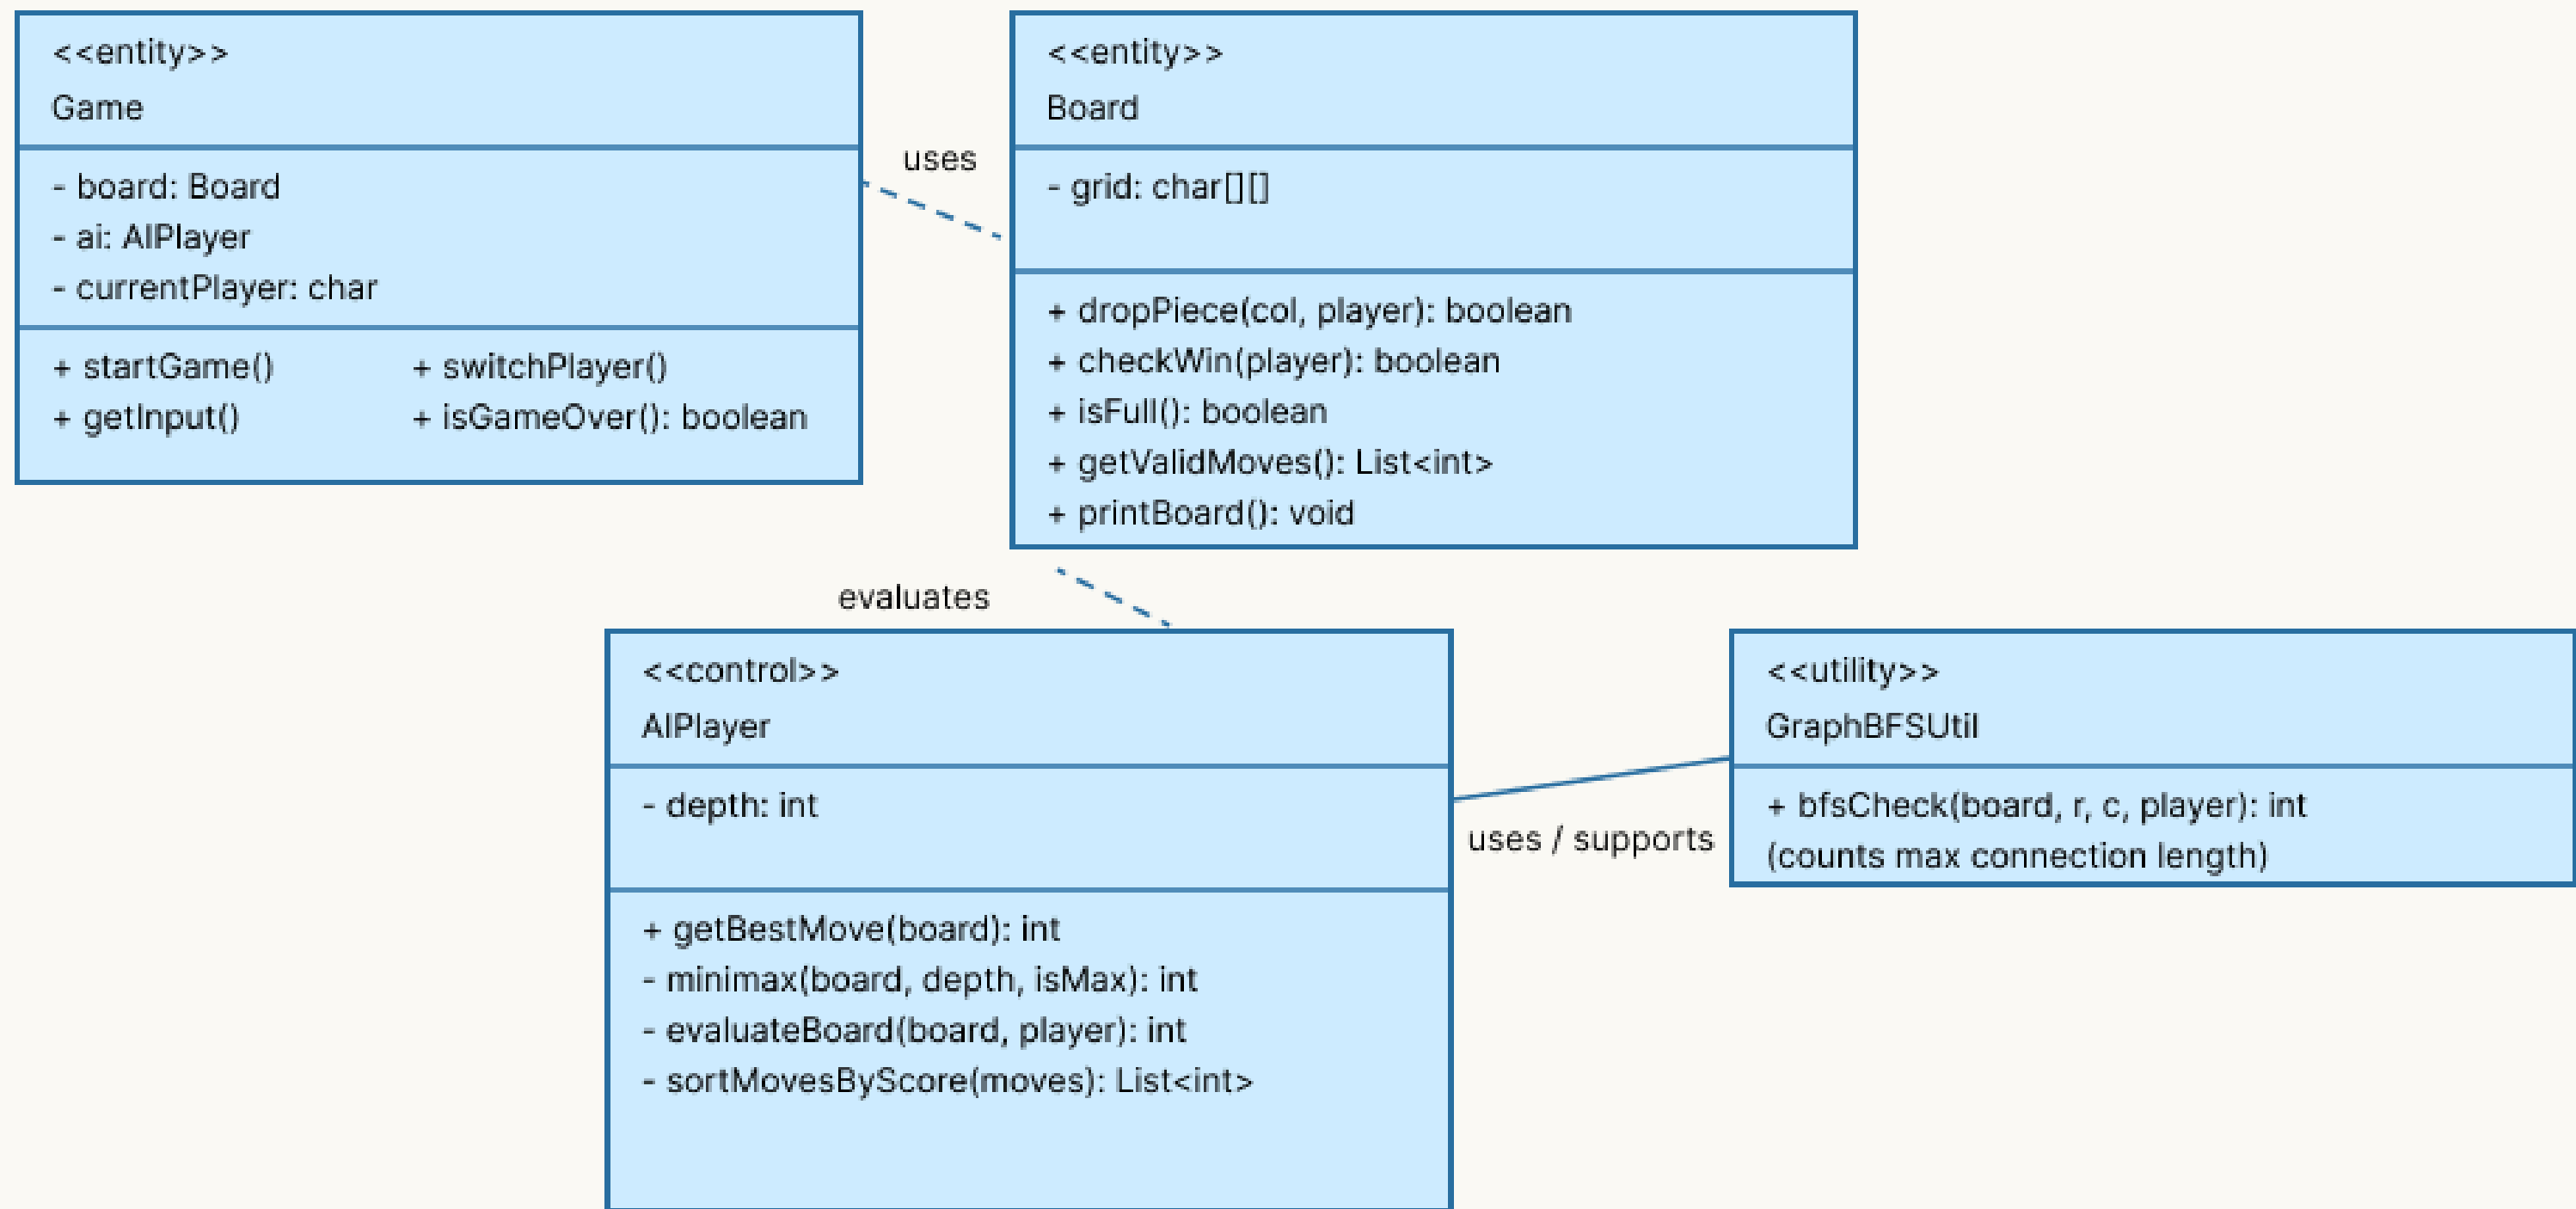 <<entity>>
Game
- board: Board
- ai: AIPlayer
- currentPlayer: char
+ startGame()
+ switchPlayer()
+ getInput()
+ isGameOver(): boolean
uses
<<entity>>
Board
- grid: char[][]
+ dropPiece(col, player): boolean
+ checkWin(player): boolean
+ isFull(): boolean
+ getValidMoves(): List<int>
+ printBoard(): void
evaluates
<<control>>
AIPlayer
- depth: int
+ getBestMove(board): int
- minimax(board, depth, isMax): int
- evaluateBoard(board, player): int
- sortMovesByScore(moves): List<int>
uses / supports
<<utility>>
GraphBFSUtil
+ bfsCheck(board, r, c, player): int
(counts max connection length)